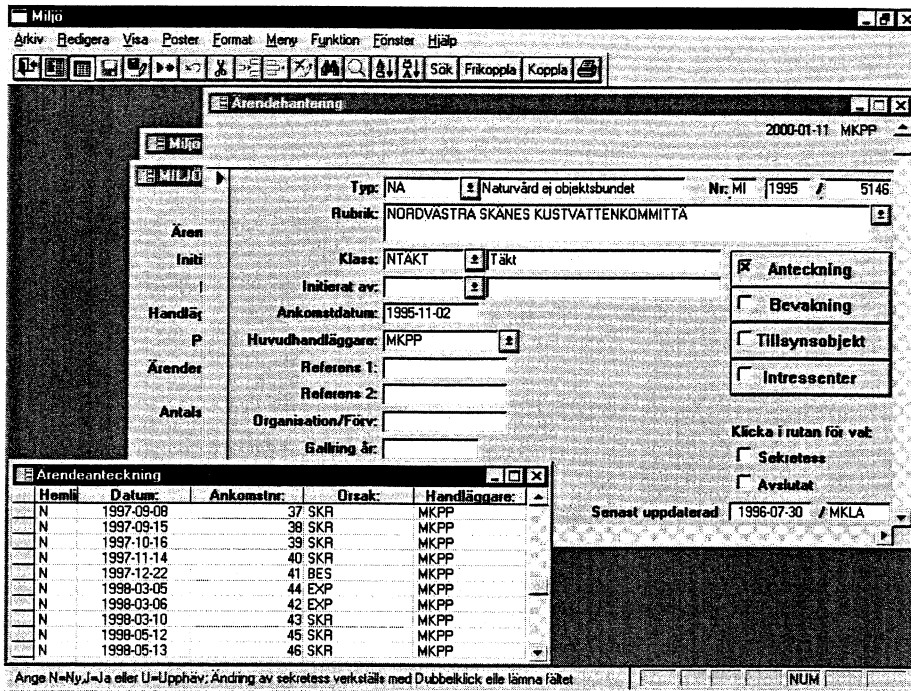 Miljö
Arkiv Redigera Visa Poster Format Meny Funktion Fönster Hjälp
Sök Frikoppla Koppla
Ärendehantering
2000-01-11 MKPP
Miljö
MILJÖ
Typ: NA Naturvård ej objektsbundet Nr: MI 1995 / 5146
Rubrik: NORDVÄSTRA SKÅNES KUSTVATTENKOMMITTÄ
Ären
Klass: NTÄKT Täkt
Anteckning
Initi
Initierat av:
Bevakning
Handläg
Ankomstdatum: 1995-11-02
P
Huvudhandläggare: MKPP
Tillsynsobjekt
Ärender
Referens 1:
Intressenter
Referens 2:
Antals
Organisation/Förv:
Klicka i rutan för val:
Gallring år:
Sekretess
Avslutat
Senast uppdaterad 1996-07-30 / MKLA
Ärendeanteckning
Hemli Datum: Ankomstnr: Orsak: Handläggare:
N 1997-09-08 37 SKR MKPP
N 1997-09-15 38 SKR MKPP
N 1997-10-16 39 SKR MKPP
N 1997-11-14 40 SKR MKPP
N 1997-12-22 41 BES MKPP
N 1998-03-05 44 EXP MKPP
N 1998-03-06 42 EXP MKPP
N 1998-03-10 43 SKR MKPP
N 1998-05-12 45 SKR MKPP
N 1998-05-13 46 SKR MKPP
Ange N=Ny,J=Ja eller U=Upphäv; Ändring av sekretess verkställs med Dubbelklick elle lämna fältet NUM